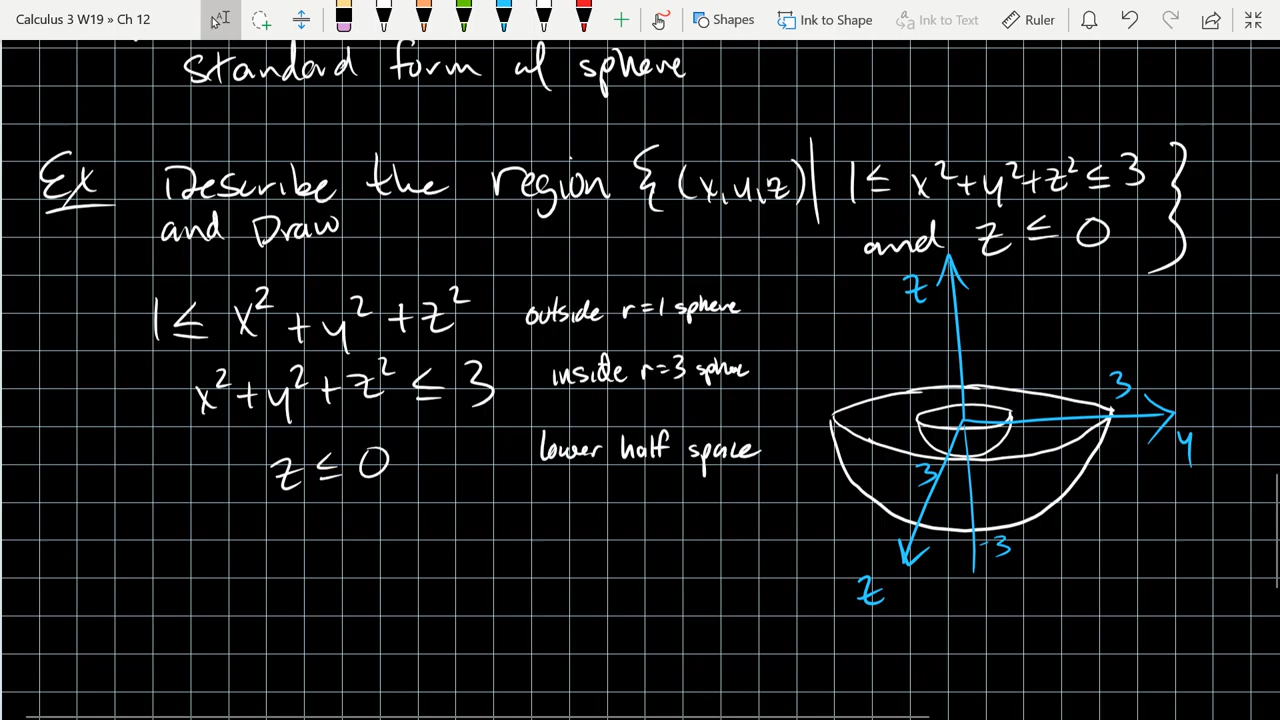 Calculus 3 W19 » Ch 12
Shapes Ink to Shape Ink to Text Ruler
Standard form of sphere
Ex Describe the region {(x,y,z)| 1 ≤ x²+y²+z² ≤ 3
and Draw and z ≤ 0 }
1 ≤ x² + y² + z² outside r=1 sphere
x² + y² + z² ≤ 3 inside r=3 sphere
z ≤ 0 lower half space
z
3
y
3
-3
z